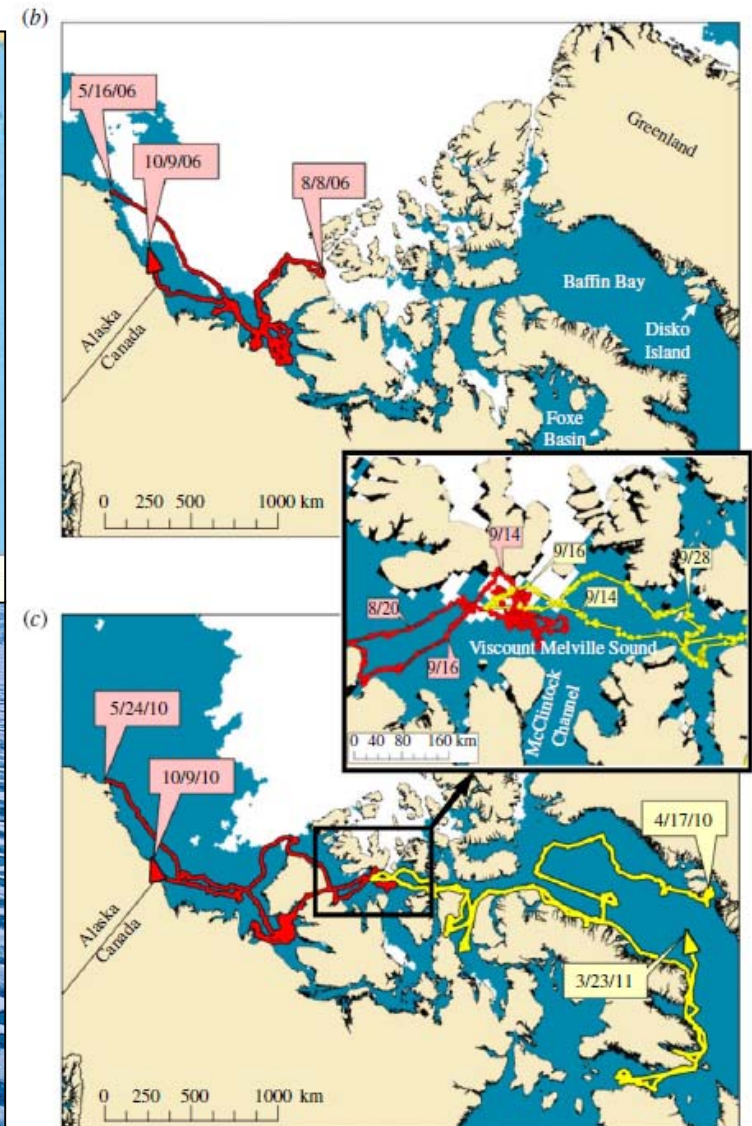 (b)
5/16/06
10/9/06
8/8/06
Greenland
Baffin Bay
Disko
Island
Alaska
Canada
Foxe
Basin
0 250 500 1000 km
9/14
9/16
9/28
8/20
9/14
9/16
Viscount Melville Sound
McClintock
Channel
0 40 80 160 km
(c)
5/24/10
10/9/10
4/17/10
Alaska
Canada
3/23/11
0 250 500 1000 km